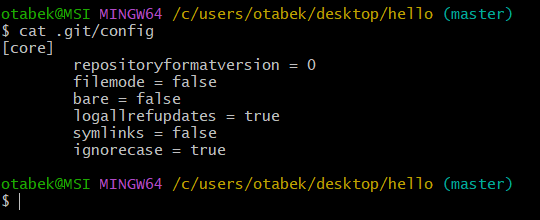 otabek@MSI MINGW64 /c/users/otabek/desktop/hello (master)
$ cat .git/config
[core]
        repositoryformatversion = 0
        filemode = false
        bare = false
        logallrefupdates = true
        symlinks = false
        ignorecase = true

otabek@MSI MINGW64 /c/users/otabek/desktop/hello (master)
$